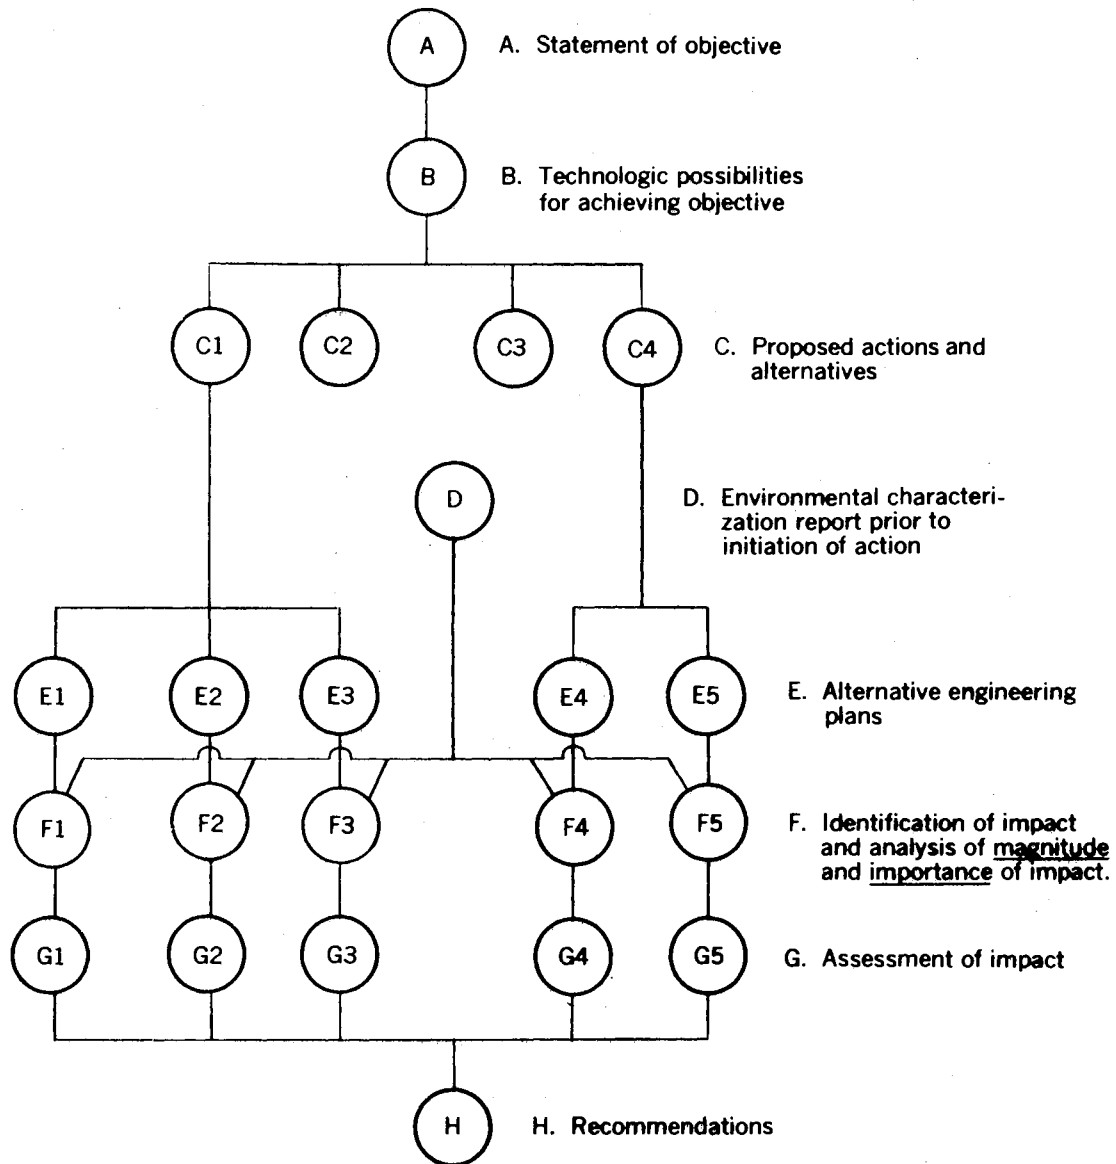 A
A. Statement of objective
B
B. Technologic possibilities
for achieving objective
C1 C2 C3 C4
C. Proposed actions and
alternatives
D
D. Environmental characteri-
zation report prior to
initiation of action
E1 E2 E3 E4 E5
E. Alternative engineering
plans
F1 F2 F3 F4 F5
F. Identification of impact
and analysis of magnitude
and importance of impact.
G1 G2 G3 G4 G5
G. Assessment of impact
H
H. Recommendations